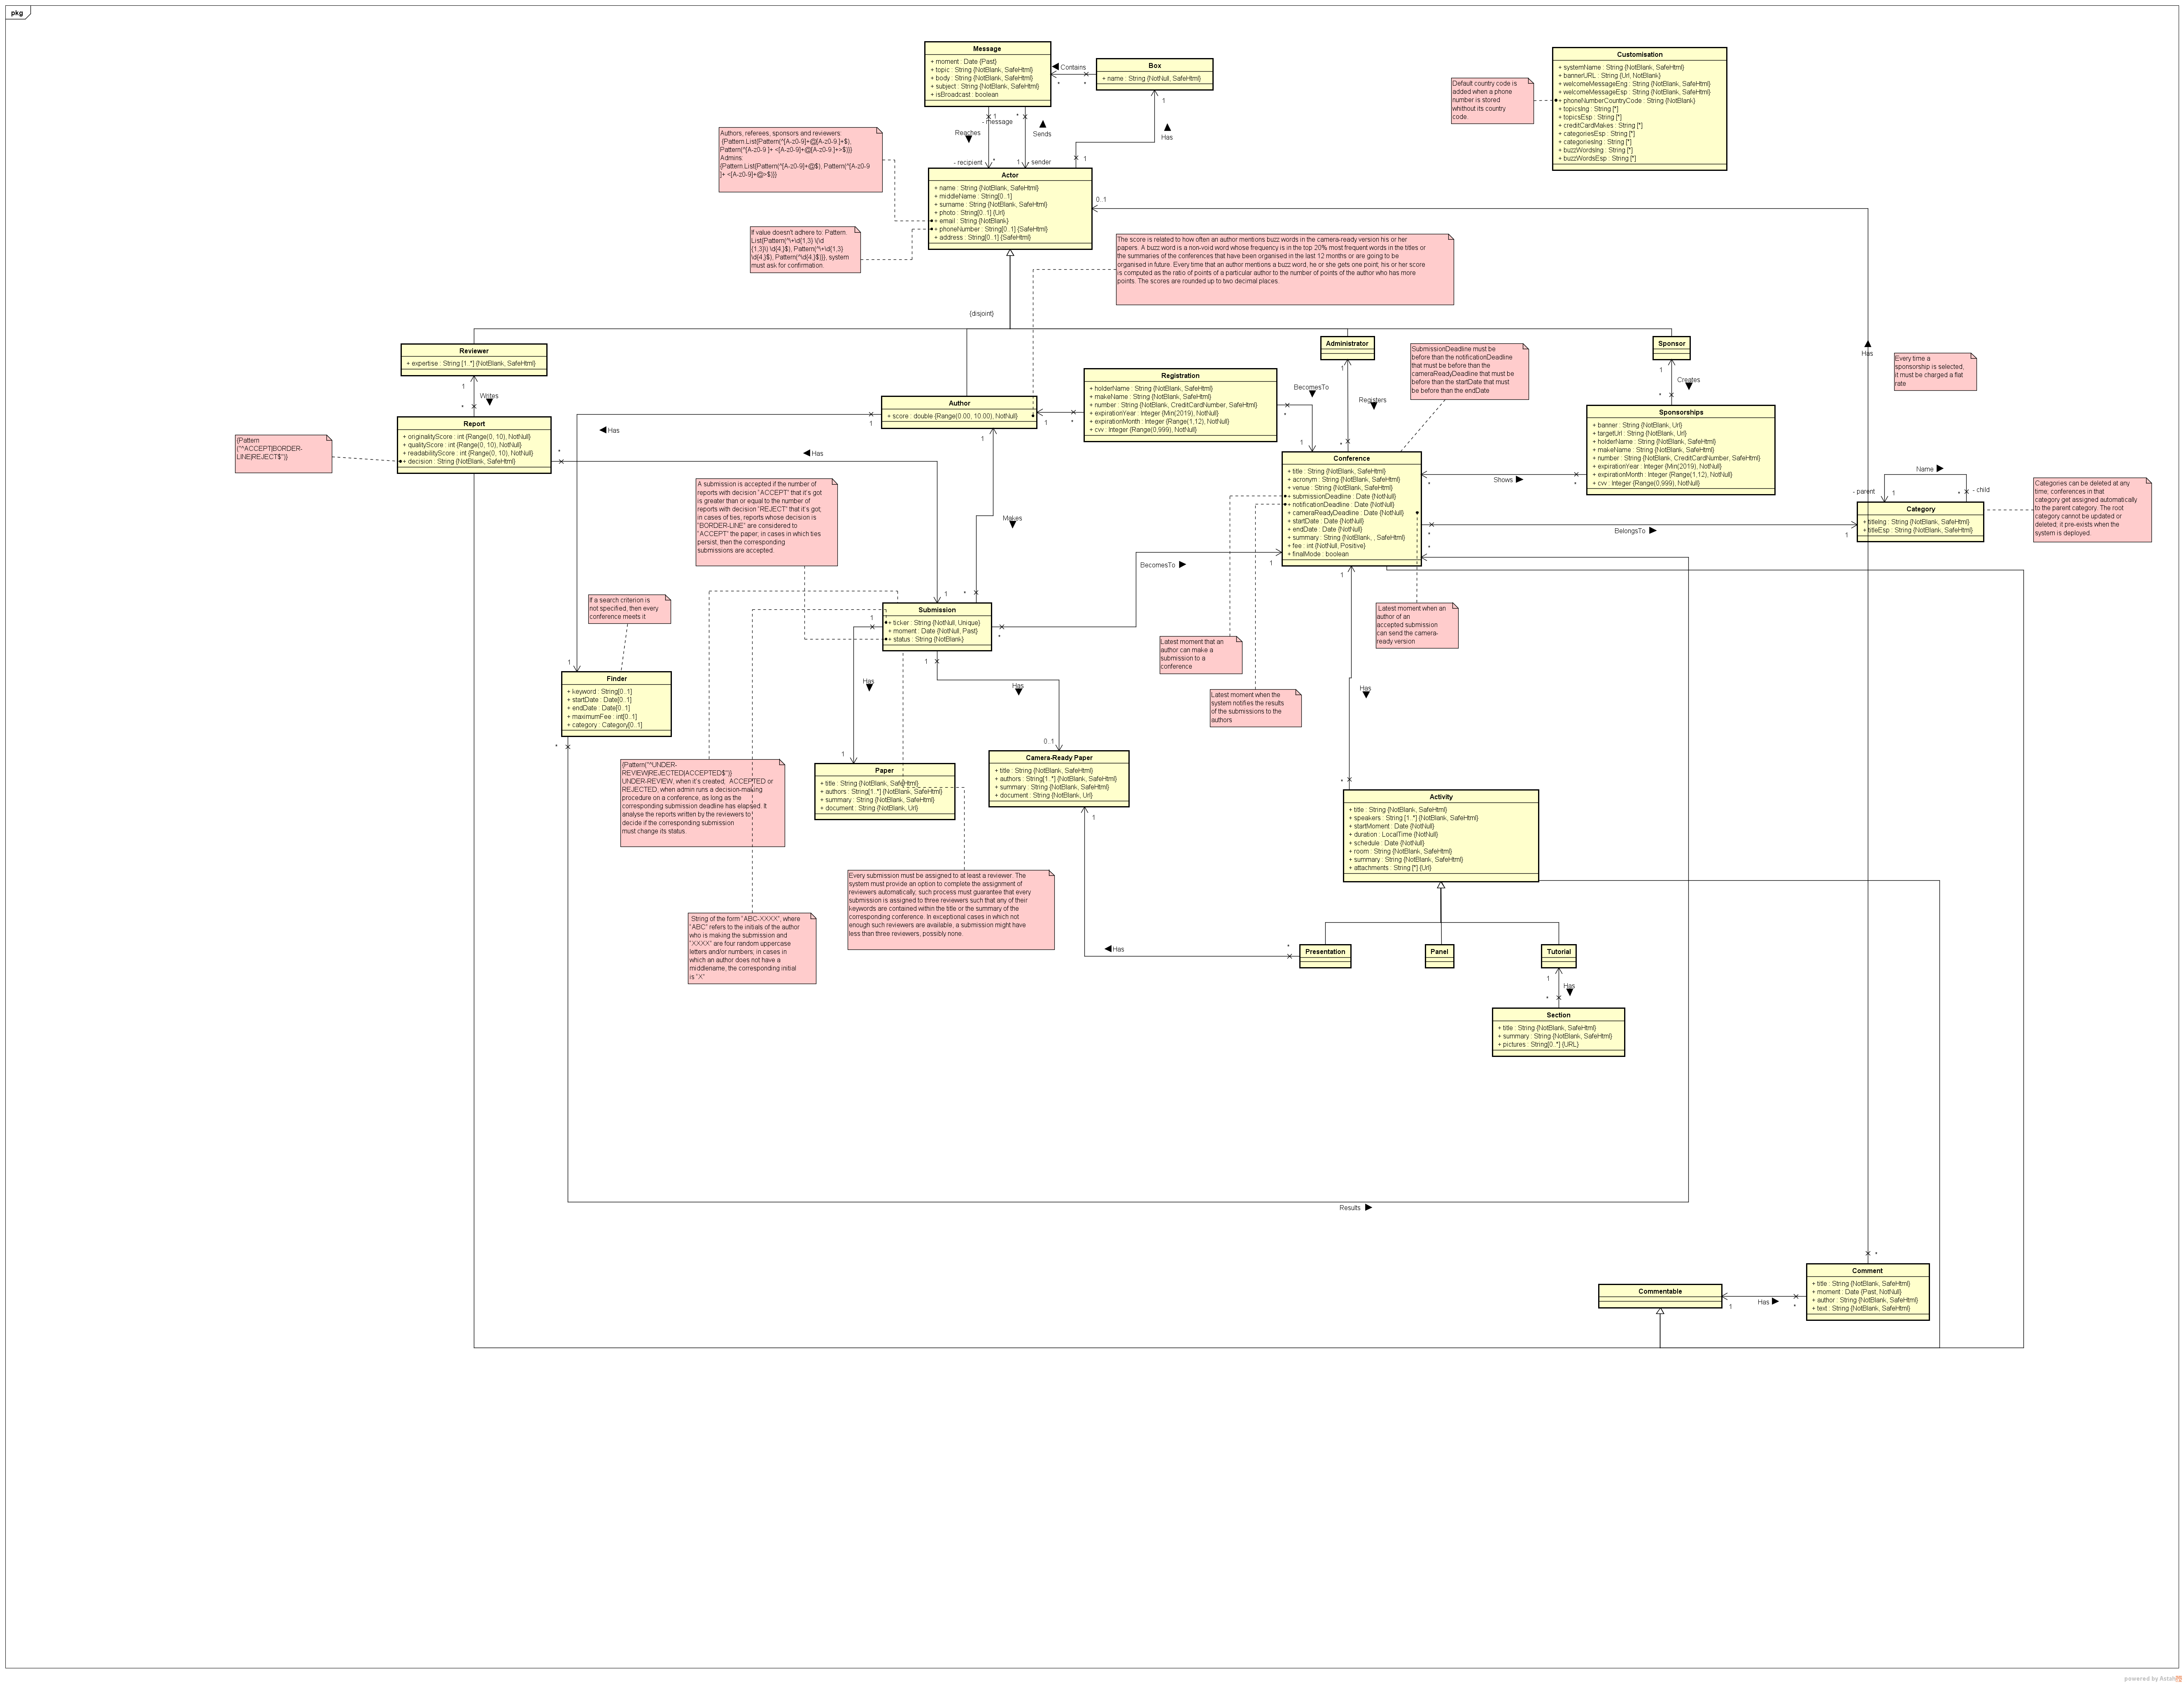 pkg
Message
+ moment : Date {Past}
+ topic : String {NotBlank, SafeHtml}
+ body : String {NotBlank, SafeHtml}
+ subject : String {NotBlank, SafeHtml}
+ isBroadcast : boolean
Contains
*
*
Box
+ name : String {NotNull, SafeHtml}
1
Has
1
1
- message
Reaches
- recipient
*
*
Sends
1
sender
Customisation
+ systemName : String {NotBlank, SafeHtml}
+ bannerURL : String {Url, NotBlank}
+ welcomeMessageEng : String {NotBlank, SafeHtml}
+ welcomeMessageEsp : String {NotBlank, SafeHtml}
+ phoneNumberCountryCode : String {NotBlank}
+ topicsIng : String [*]
+ topicsEsp : String [*]
+ creditCardMakes : String [*]
+ categoriesEsp : String [*]
+ categoriesIng : String [*]
+ buzzWordsIng : String [*]
+ buzzWordsEsp : String [*]
Default country code is
added when a phone
number is stored
whithout its country
code.
Authors, referees, sponsors and reviewers:
{Pattern.List{Pattern(^[A-z0-9]+@[A-z0-9.]+$),
Pattern(^[A-z0-9 ]+ <[A-z0-9]+@[A-z0-9.]+>$)}}
Admins:
{Pattern.List{Pattern(^[A-z0-9]+@$), Pattern(^[A-z0-9
]+ <[A-z0-9]+@>$)}}
Actor
+ name : String {NotBlank, SafeHtml}
+ middleName : String[0..1]
+ surname : String {NotBlank, SafeHtml}
+ photo : String[0..1] {Url}
+ email : String {NotBlank}
+ phoneNumber : String [0..1] {SafeHtml}
+ address : String[0..1] {SafeHtml}
0..1
If value doesn't adhere to: Pattern.
List{Pattern(^\+\d{1,3} \(\d
{1,3}\) \d{4,}$), Pattern(^\+\d{1,3}
\d{4,}$), Pattern(^\d{4,}$)}}, system
must ask for confirmation.
The score is related to how often an author mentions buzz words in the camera-ready version his or her
papers. A buzz word is a non-void word whose frequency is in the top 20% most frequent words in the titles or
the summaries of the conferences that have been organised in the last 12 months or are going to be
organised in future. Every time that an author mentions a buzz word, he or she gets one point; his or her score
is computed as the ratio of points of a particular author to the number of points of the author who has more
points. The scores are rounded up to two decimal places.
{disjoint}
Reviewer
+ expertise : String [1..*] {NotBlank, SafeHtml}
1
Writes
*
Administrator
1
Registers
*
Sponsor
1
Creates
*
SubmissionDeadline must be
before than the notificationDeadline
that must be before than the
cameraReadyDeadline that must be
before than the startDate that must
be before than the endDate
Has
Every time a
sponsorship is selected,
it must be charged a flat
rate
Author
+ score : double {Range(0.00, 10.00), NotNull}
1
Has
1
*
1
Registration
+ holderName : String {NotBlank, SafeHtml}
+ makeName : String {NotBlank, SafeHtml}
+ number : String {NotBlank, CreditCardNumber, SafeHtml}
+ expirationYear : Integer {Min(2019), NotNull}
+ expirationMonth : Integer {Range(1,12), NotNull}
+ cvv : Integer {Range(0,999), NotNull}
BecomesTo
*
1
Sponsorships
+ banner : String {NotBlank, Url}
+ targetUrl : String {NotBlank, Url}
+ holderName : String {NotBlank, SafeHtml}
+ makeName : String {NotBlank, SafeHtml}
+ number : String {NotBlank, CreditCardNumber, SafeHtml}
+ expirationYear : Integer {Min(2019), NotNull}
+ expirationMonth : Integer {Range(1,12), NotNull}
+ cvv : Integer {Range(0,999), NotNull}
Report
+ originalityScore : int {Range(0, 10), NotNull}
+ qualityScore : int {Range(0, 10), NotNull}
+ readabilityScore : int {Range(0, 10), NotNull}
+ decision : String {NotBlank, SafeHtml}
{Pattern
("^ACCEPT|BORDER-
LINE|REJECT$")}
*
Has
1
Conference
+ title : String {NotBlank, SafeHtml}
+ acronym : String {NotBlank, SafeHtml}
+ venue : String {NotBlank, SafeHtml}
+ submissionDeadline : Date {NotNull}
+ notificationDeadline : Date {NotNull}
+ cameraReadyDeadline : Date {NotNull}
+ startDate : Date {NotNull}
+ endDate : Date {NotNull}
+ summary : String {NotBlank, , SafeHtml}
+ fee : int {NotNull, Positive}
+ finalMode : boolean
*
Shows
*
*
BelongsTo
1
*
Name
- parent
1
*
- child
Category
+ titleIng : String {NotBlank, SafeHtml}
+ titleEsp : String {NotBlank, SafeHtml}
Categories can be deleted at any
time; conferences in that
category get assigned automatically
to the parent category. The root
category cannot be updated or
deleted; it pre-exists when the
system is deployed.
A submission is accepted if the number of
reports with decision "ACCEPT" that it's got
is greater than or equal to the number of
reports with decision "REJECT" that it's got;
in cases of ties, reports whose decision is
"BORDER-LINE" are considered to
"ACCEPT" the paper; in cases in which ties
persist, then the corresponding
submissions are accepted.
Makes
*
1
BecomesTo
1
*
If a search criterion is
not specified, then every
conference meets it
Submission
+ ticker : String {NotNull, Unique}
+ moment : Date {NotNull, Past}
+ status : String {NotBlank}
1
Has
1
1
Has
0..1
Latest moment that an
author can make a
submission to a
conference
Latest moment when an
author of an
accepted submission
can send the camera-
ready version
Latest moment when the
system notifies the results
of the submissions to the
authors
1
Has
*
1
Finder
+ keyword : String[0..1]
+ startDate : Date[0..1]
+ endDate : Date[0..1]
+ maximumFee : int[0..1]
+ category : Category[0..1]
*
{Pattern("^UNDER-
REVIEW|REJECTED|ACCEPTED$")}
UNDER-REVIEW, when it's created; ACCEPTED or
REJECTED, when admin runs a decision-making
procedure on a conference, as long as the
corresponding submission deadline has elapsed. It
analyse the reports written by the reviewers to
decide if the corresponding submission
must change its status.
Paper
+ title : String {NotBlank, SafeHtml}
+ authors : String[1..*] {NotBlank, SafeHtml}
+ summary : String {NotBlank, SafeHtml}
+ document : String {NotBlank, Url}
Camera-Ready Paper
+ title : String {NotBlank, SafeHtml}
+ authors : String[1..*] {NotBlank, SafeHtml}
+ summary : String {NotBlank, SafeHtml}
+ document : String {NotBlank, Url}
1
Activity
+ title : String {NotBlank, SafeHtml}
+ speakers : String [1..*] {NotBlank, SafeHtml}
+ startMoment : Date {NotNull}
+ duration : LocalTime {NotNull}
+ schedule : Date {NotNull}
+ room : String {NotBlank, SafeHtml}
+ summary : String {NotBlank, SafeHtml}
+ attachments : String [*] {Url}
Every submission must be assigned to at least a reviewer. The
system must provide an option to complete the assignment of
reviewers automatically; such process must guarantee that every
submission is assigned to three reviewers such that any of their
keywords are contained within the title or the summary of the
corresponding conference. In exceptional cases in which not
enough such reviewers are available, a submission might have
less than three reviewers, possibly none.
String of the form "ABC-XXXX", where
"ABC" refers to the initials of the author
who is making the submission and
"XXXX" are four random uppercase
letters and/or numbers; in cases in
which an author does not have a
middlename, the corresponding initial
is "X"
Has
*
Presentation
Panel
Tutorial
1
Has
*
Section
+ title : String {NotBlank, SafeHtml}
+ summary : String {NotBlank, SafeHtml}
+ pictures : String[0..*] {URL}
Results
*
Commentable
1
Has
*
Comment
+ title : String {NotBlank, SafeHtml}
+ moment : Date {Past, NotNull}
+ author : String {NotBlank, SafeHtml}
+ text : String {NotBlank, SafeHtml}
powered by Astah